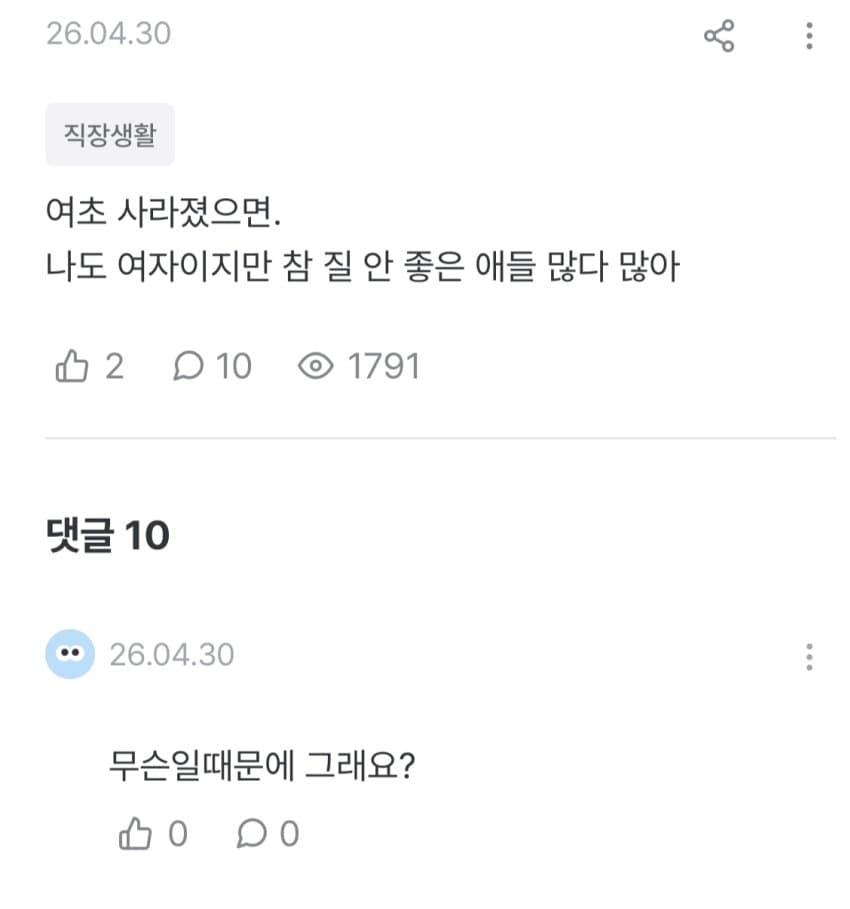 26.04.30
직장생활
여초 사라졌으면.
나도 여자이지만 참 질 안 좋은 애들 많다 많아
2 10 1791
댓글 10
26.04.30
무슨일때문에 그래요?
0 0